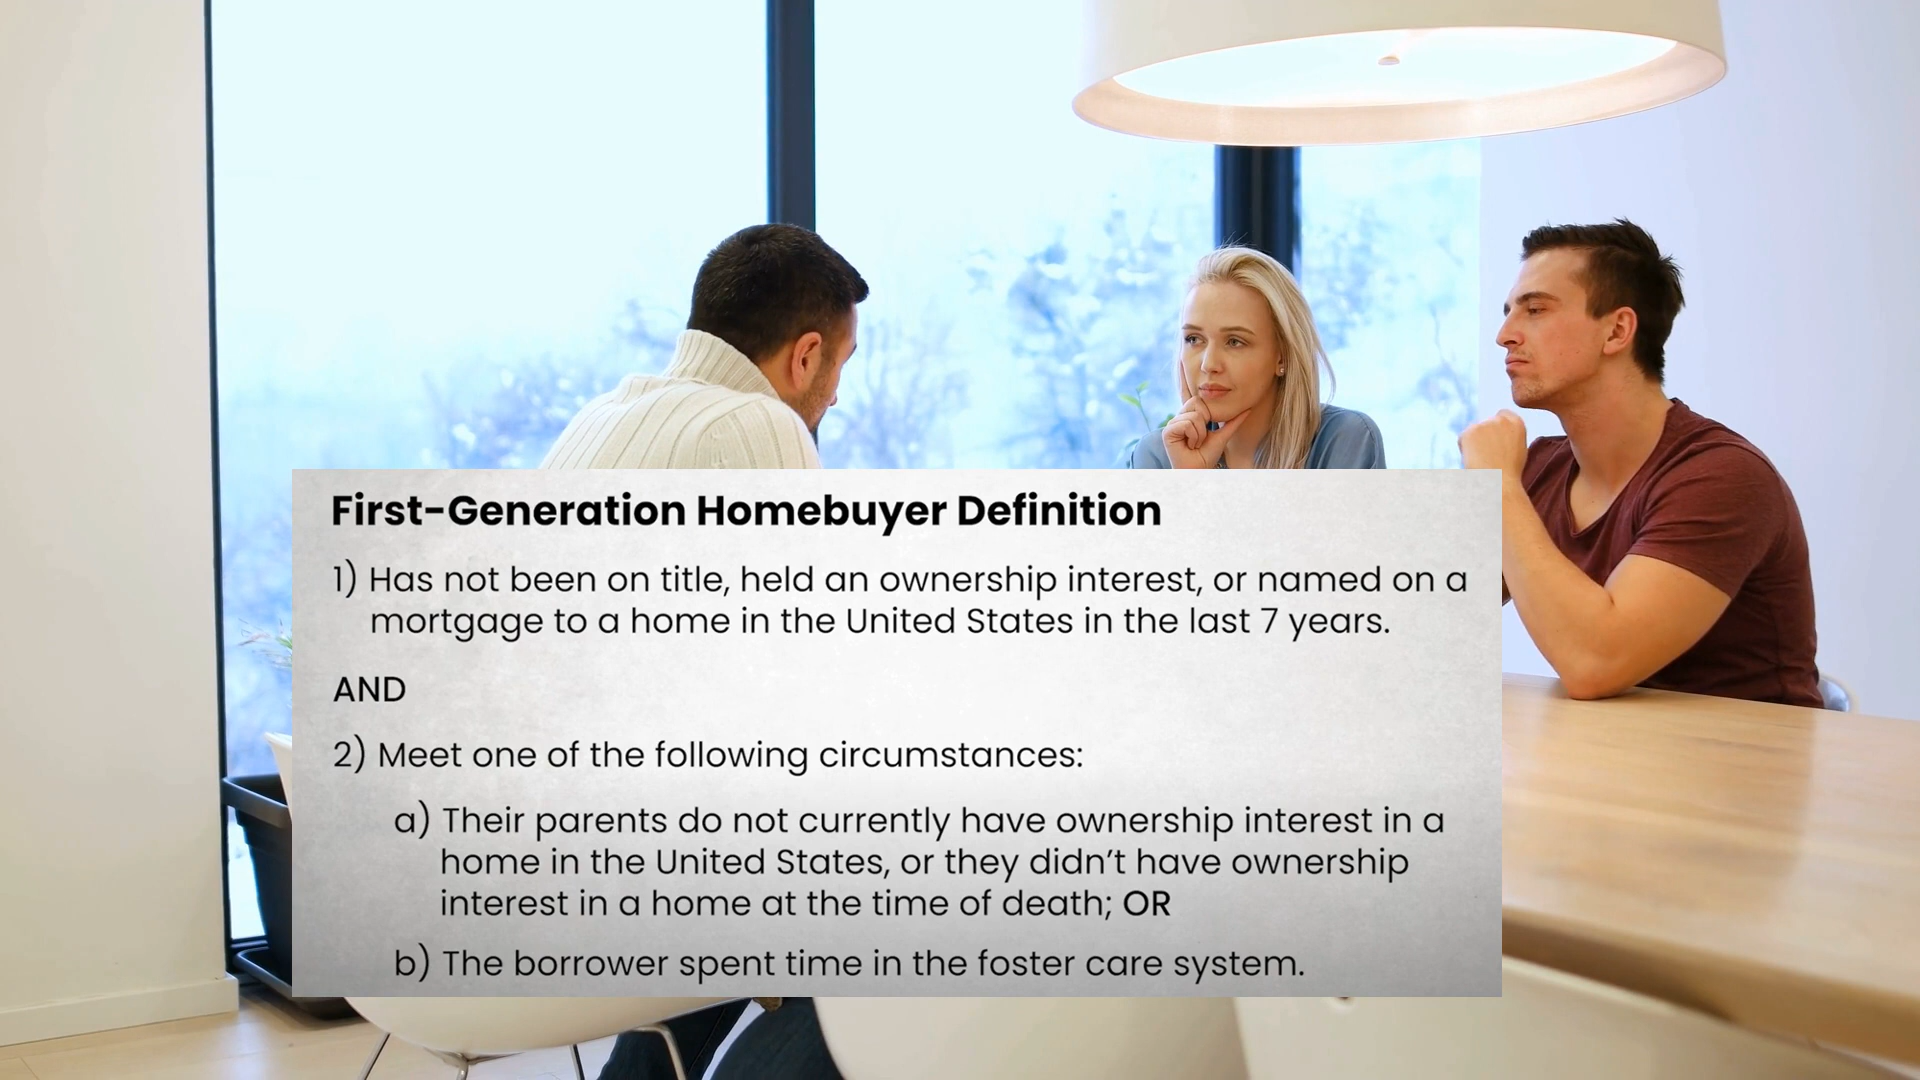 First-Generation Homebuyer Definition
1) Has not been on title, held an ownership interest, or named on a
mortgage to a home in the United States in the last 7 years.
AND
2) Meet one of the following circumstances:
a) Their parents do not currently have ownership interest in a
home in the United States, or they didn’t have ownership
interest in a home at the time of death; OR
b) The borrower spent time in the foster care system.